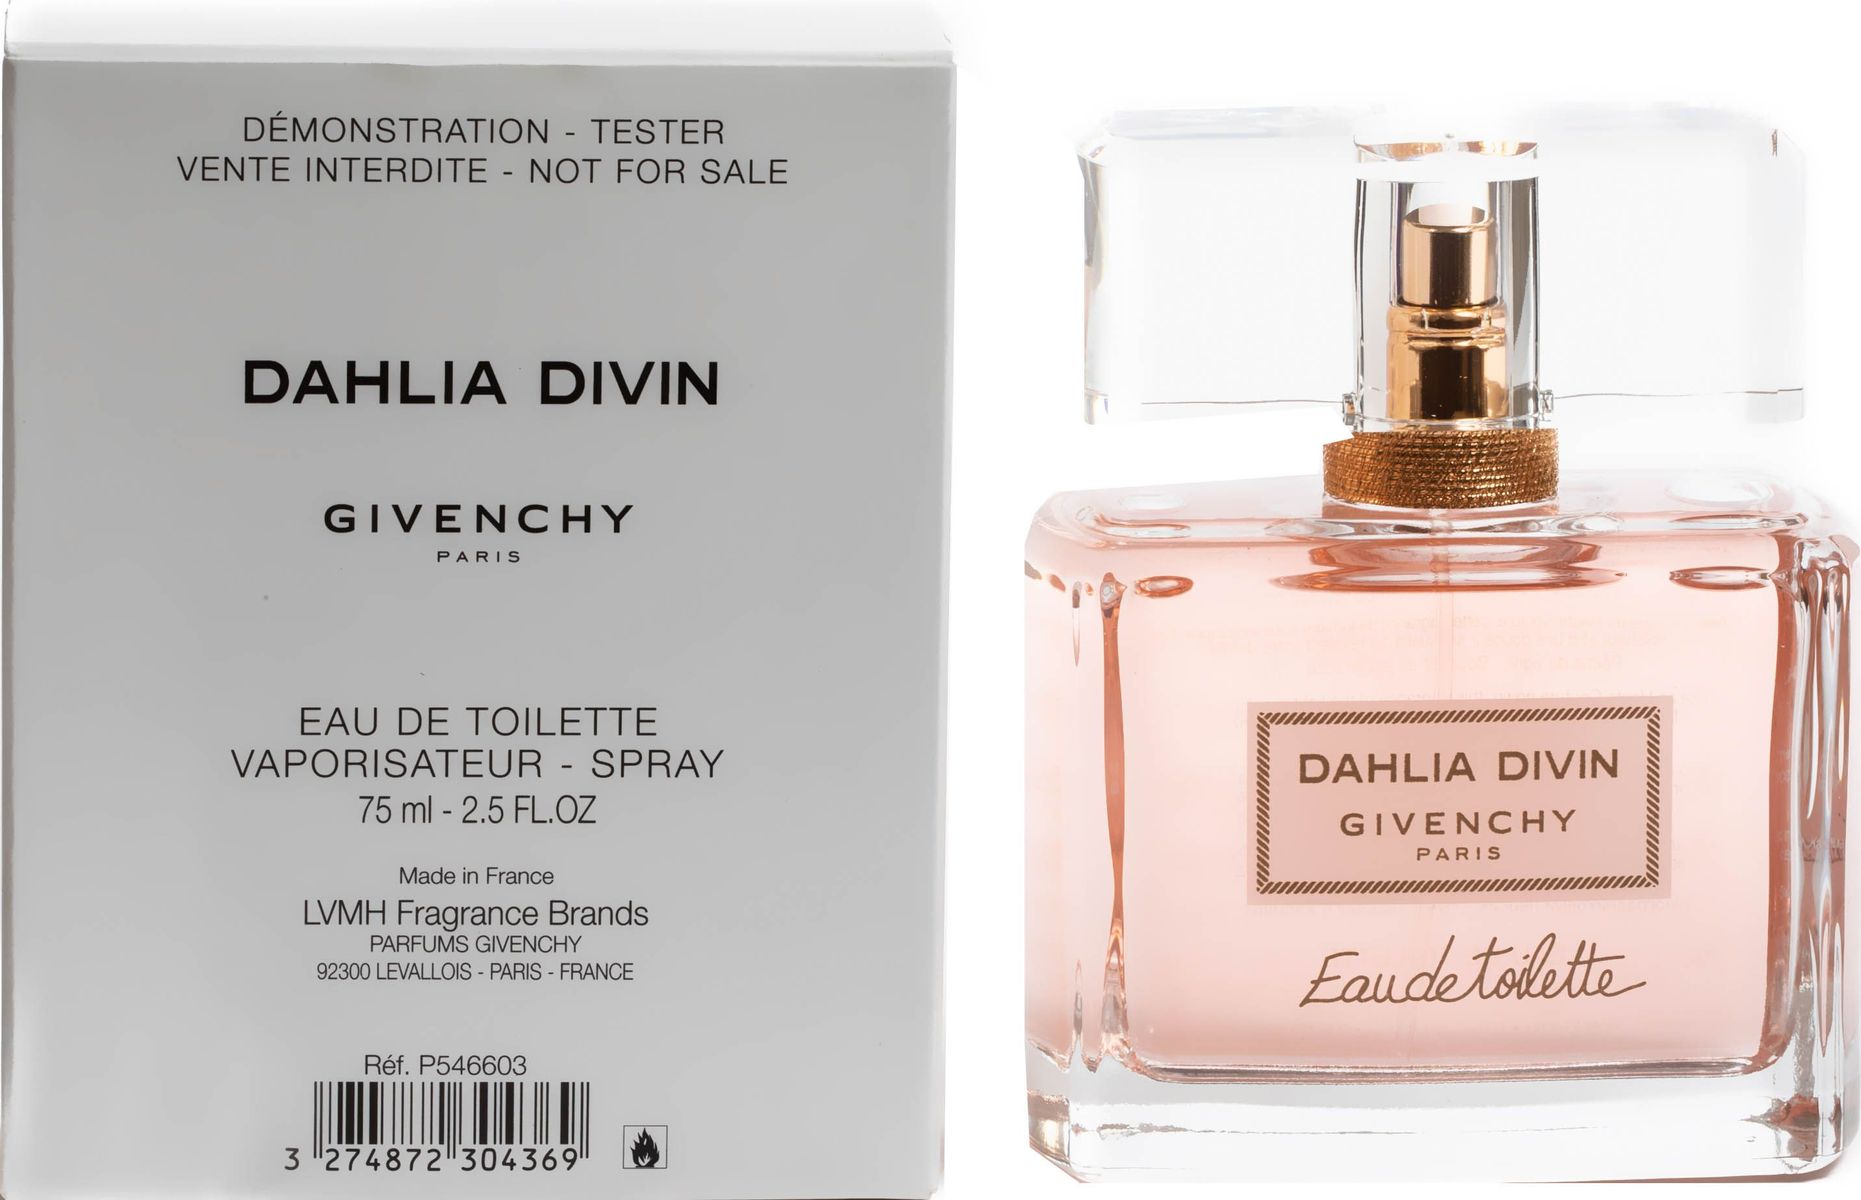 DÉMONSTRATION - TESTER
VENTE INTERDITE - NOT FOR SALE
DAHLIA DIVIN
GIVENCHY
PARIS
EAU DE TOILETTE
VAPORISATEUR - SPRAY
75 ml - 2.5 FL.OZ
Made in France
LVMH Fragrance Brands
PARFUMS GIVENCHY
92300 LEVALLOIS - PARIS - FRANCE
Réf. P546603
3 274872 304369
DAHLIA DIVIN
GIVENCHY
PARIS
Eau de toilette